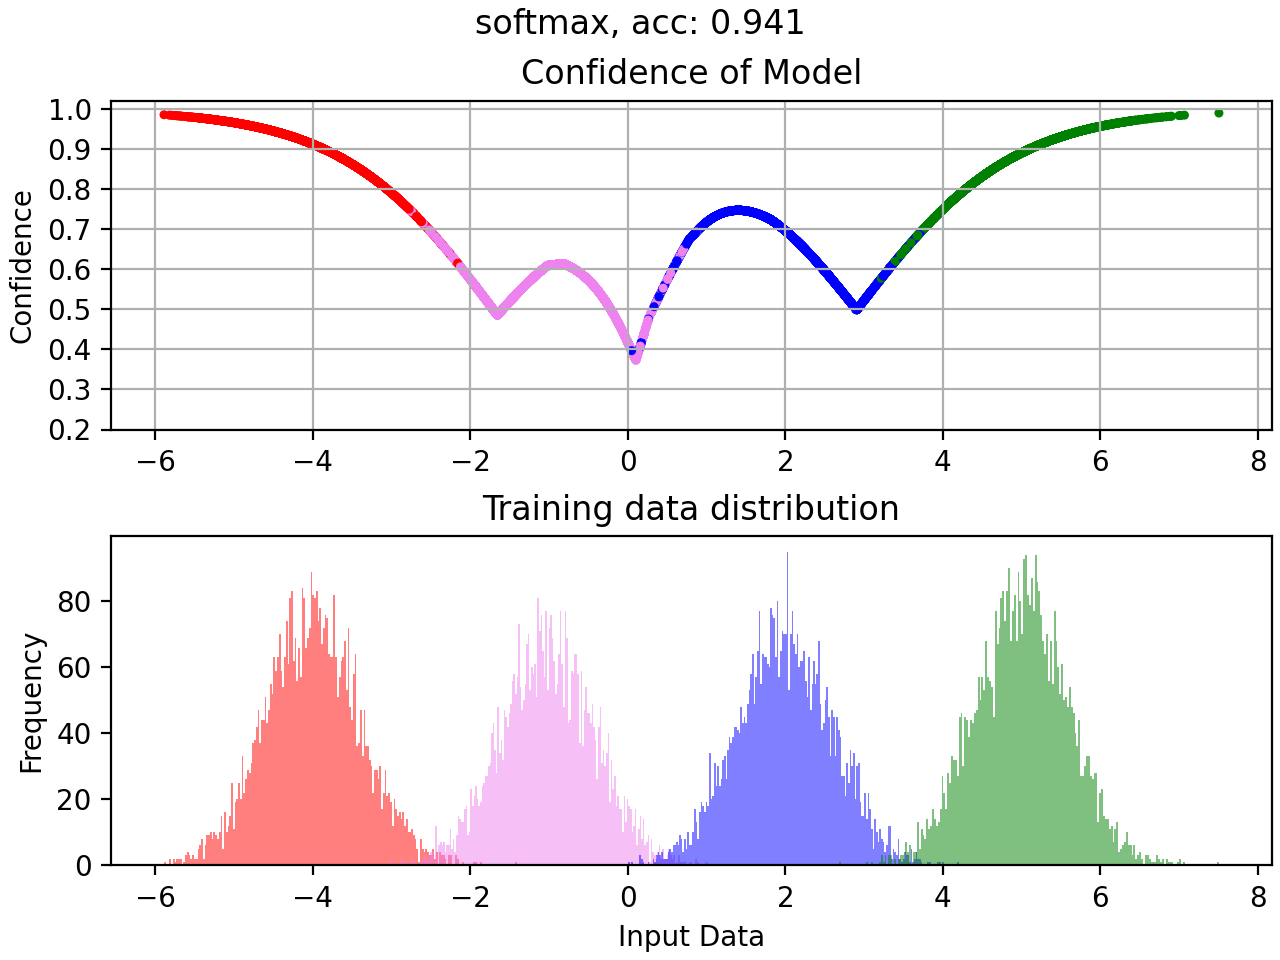 softmax, acc: 0.941
Confidence of Model
Confidence
1.0
0.9
0.8
0.7
0.6
0.5
0.4
0.3
0.2
−6 −4 −2 0 2 4 6 8
Training data distribution
Frequency
80
60
40
20
0
−6 −4 −2 0 2 4 6 8
Input Data